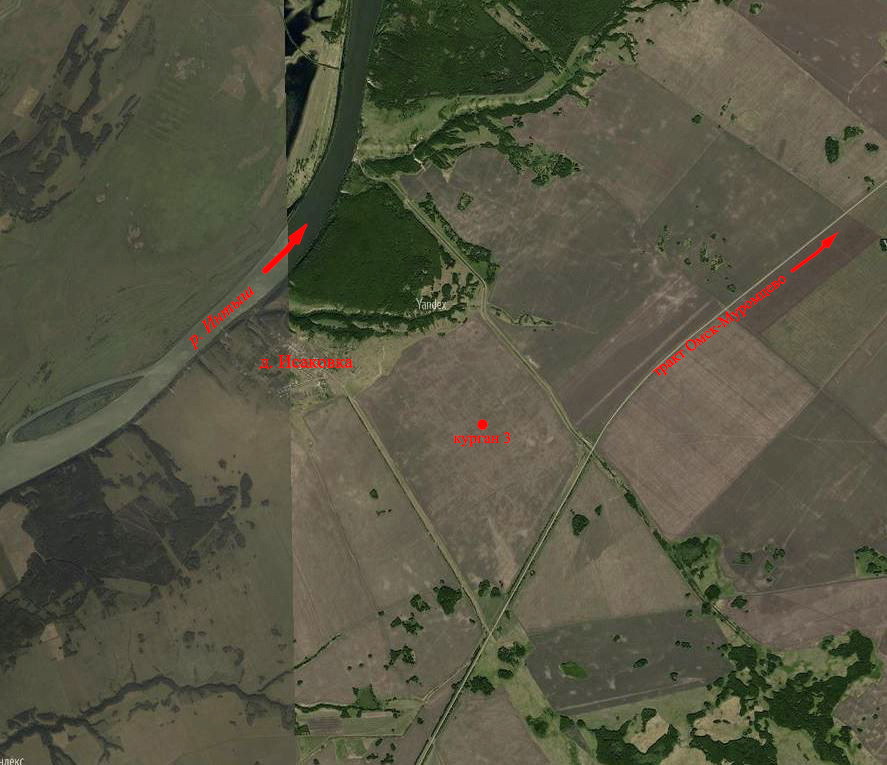 тракт Омск-Муромцево
Yandex
р. Иртыш
д. Исаковка
курган 3